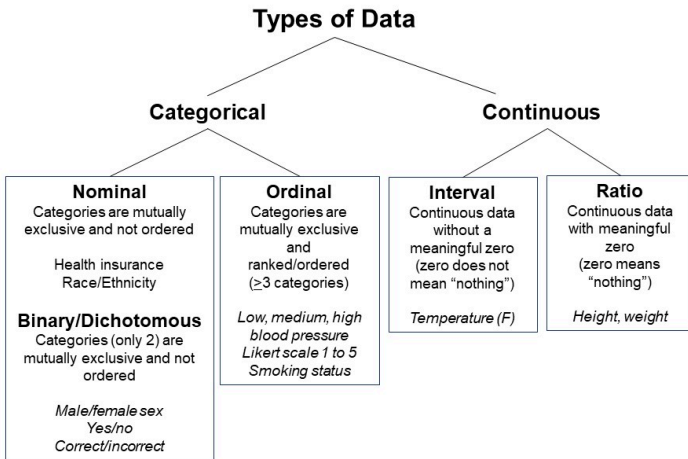 Types of Data
Categorical
Continuous
Nominal
Categories are mutually
exclusive and not ordered
Health insurance
Race/Ethnicity
Binary/Dichotomous
Categories (only 2) are
mutually exclusive and not
ordered
Male/female sex
Yes/no
Correct/incorrect
Ordinal
Categories are
mutually exclusive
and
ranked/ordered
(≥3 categories)
Low, medium, high
blood pressure
Likert scale 1 to 5
Smoking status
Interval
Continuous data
without a
meaningful zero
(zero does not
mean “nothing”)
Temperature (F)
Ratio
Continuous data
with meaningful
zero
(zero means
“nothing”)
Height, weight